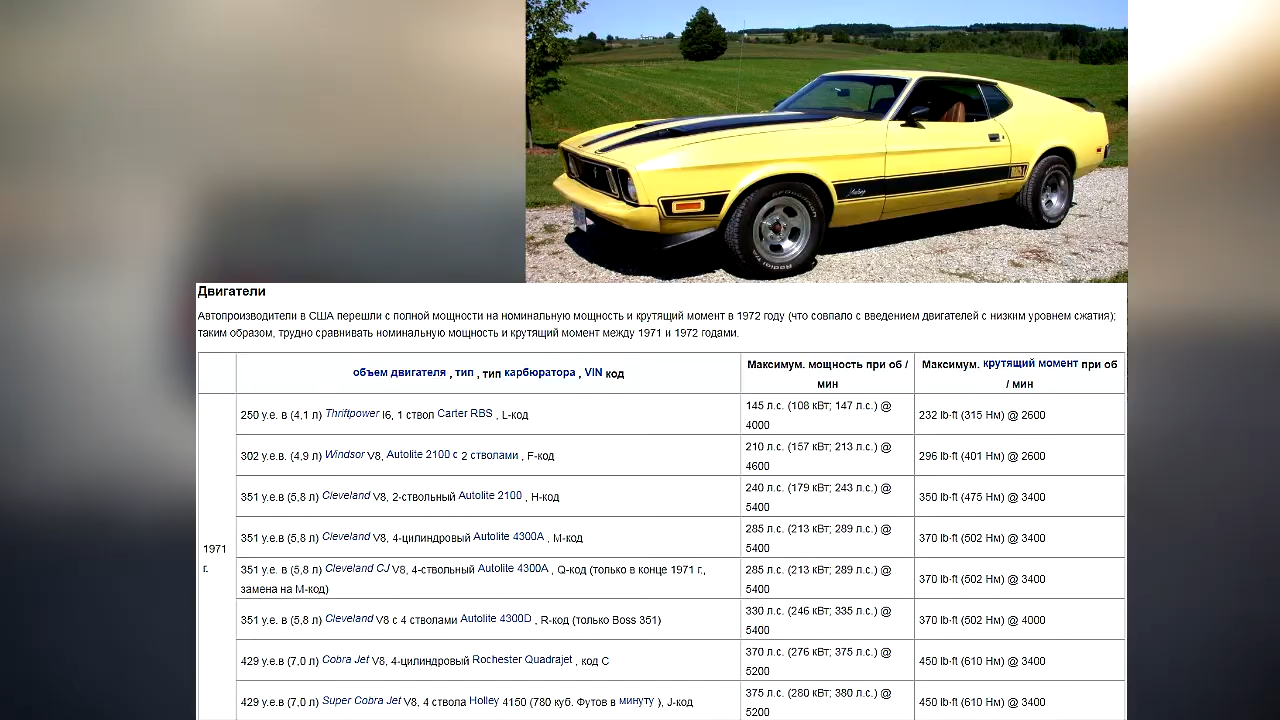 Двигатели
Автопроизводители в США перешли с полной мощности на номинальную мощность и крутящий момент в 1972 году (что совпало с введением двигателей с низким уровнем сжатия);
таким образом, трудно сравнивать номинальную мощность и крутящий момент между 1971 и 1972 годами.
объем двигателя , тип , тип карбюратора , VIN код
Максимум. мощность при об /
мин
Максимум. крутящий момент при об
/ мин
1971
г.
250 у.е. в (4,1 л) Thriftpower I6, 1 ствол Carter RBS , L-код
145 л.с. (108 кВт; 147 л.с.) @
4000
232 lb-ft (315 Нм) @ 2600
302 у.е.в. (4,9 л) Windsor V8, Autolite 2100 с 2 стволами , F-код
210 л.с. (157 кВт; 213 л.с.) @
4600
296 lb-ft (401 Нм) @ 2600
351 у.е.в (5,8 л) Cleveland V8, 2-ствольный Autolite 2100 , H-код
240 л.с. (179 кВт; 243 л.с.) @
5400
350 lb-ft (475 Нм) @ 3400
351 у.е.в (5,8 л) Cleveland V8, 4-цилиндровый Autolite 4300A , M-код
285 л.с. (213 кВт; 289 л.с.) @
5400
370 lb-ft (502 Нм) @ 3400
351 у.е. в (5,8 л) Cleveland CJ V8, 4-ствольный Autolite 4300A , Q-код (только в конце 1971 г.,
замена на M-код)
285 л.с. (213 кВт; 289 л.с.) @
5400
370 lb-ft (502 Нм) @ 3400
351 у.е. в (5,8 л) Cleveland V8 с 4 стволами Autolite 4300D , R-код (только Boss 351)
330 л.с. (246 кВт; 335 л.с.) @
5400
370 lb-ft (502 Нм) @ 4000
429 у.е.в (7,0 л) Cobra Jet V8, 4-цилиндровый Rochester Quadrajet , код C
370 л.с. (276 кВт; 375 л.с.) @
5200
450 lb-ft (610 Нм) @ 3400
429 у.е.в (7,0 л) Super Cobra Jet V8, 4 ствола Holley 4150 (780 куб. Футов в минуту ), J-код
375 л.с. (280 кВт; 380 л.с.) @
5200
450 lb-ft (610 Нм) @ 3400